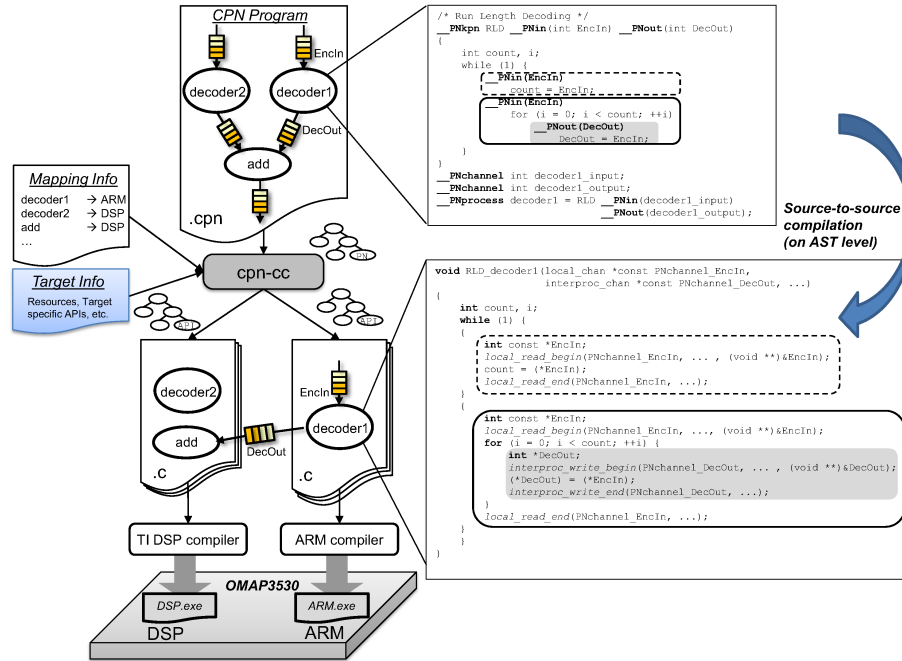 CPN Program
EncIn
decoder2
decoder1
DecOut
add
.cpn
Mapping Info
decoder1 → ARM
decoder2 → DSP
add → DSP
...
Target Info
Resources, Target
specific APIs, etc.
cpn-cc
PN
API
API
decoder2
add
.c
EncIn
decoder1
DecOut
.c
TI DSP compiler
ARM compiler
OMAP3530
DSP.exe
ARM.exe
DSP
ARM
/* Run Length Decoding */
__PNkpn RLD __PNin(int EncIn) __PNout(int DecOut)
{
int count, i;
while (1) {
__PNin(EncIn)
count = EncIn;
__PNin(EncIn)
for (i = 0; i < count; ++i)
__PNout(DecOut)
DecOut = EncIn;
}
}
__PNchannel int decoder1_input;
__PNchannel int decoder1_output;
__PNprocess decoder1 = RLD __PNin(decoder1_input)
__PNout(decoder1_output);
Source-to-source
compilation
(on AST level)
void RLD_decoder1(local_chan *const PNchannel_EncIn,
interproc_chan *const PNchannel_DecOut, ...)
{
int count, i;
while (1) {
{
int const *EncIn;
local_read_begin(PNchannel_EncIn, ... , (void **)&EncIn);
count = (*EncIn);
local_read_end(PNchannel_EncIn, ...);
}
{
int const *EncIn;
local_read_begin(PNchannel_EncIn, ..., (void **)&EncIn);
for (i = 0; i < count; ++i) {
int *DecOut;
interproc_write_begin(PNchannel_DecOut, ... , (void **)&DecOut);
(*DecOut) = (*EncIn);
interproc_write_end(PNchannel_DecOut, ...);
}
local_read_end(PNchannel_EncIn, ...);
}
}
}